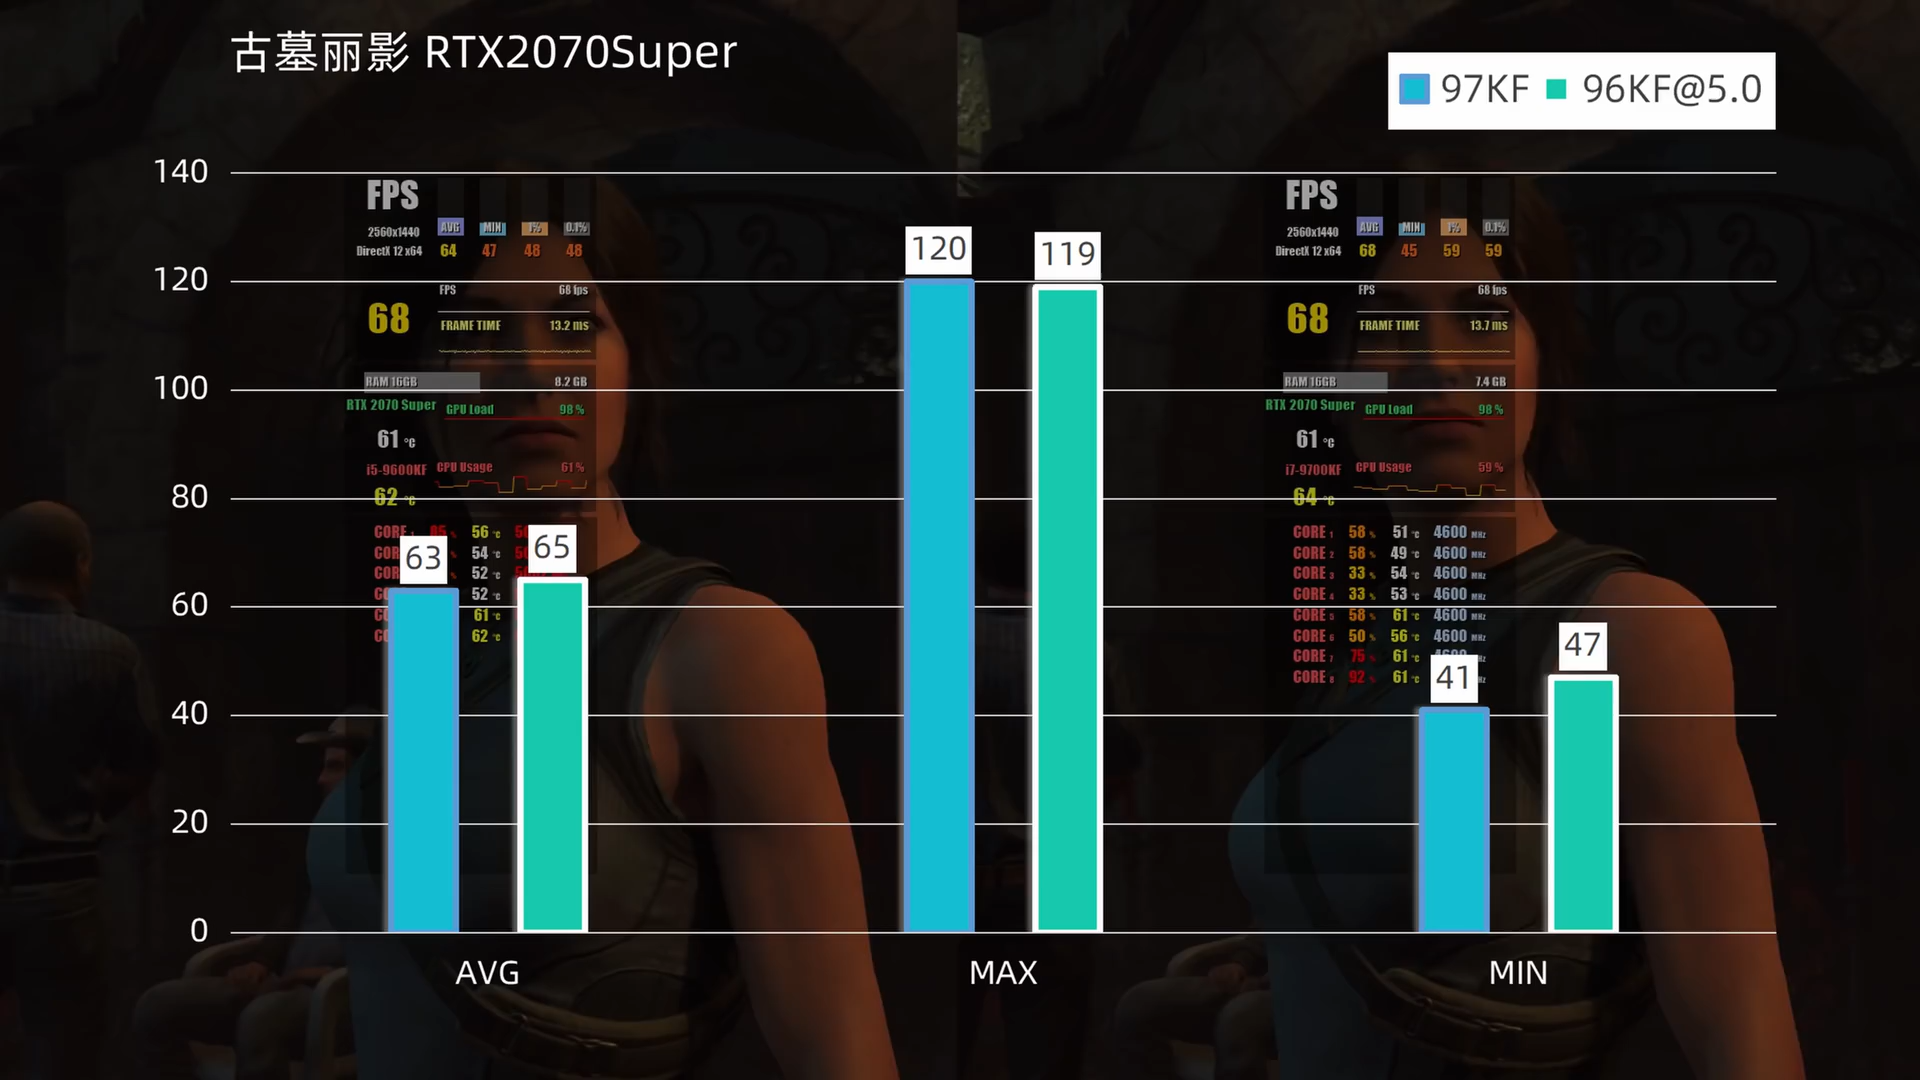 古墓丽影 RTX2070Super
97KF 96KF@5.0
140
120
100
80
60
40
20
0
63
65
120
119
41
47
AVG
MAX
MIN
FPS
2560x1440
DirectX 12 x64
AVG MIN 1% 0.1%
64 47 48 48
FPS 68 fps
68
FRAME TIME 13.2 ms
RAM 16GB 8.2 GB
RTX 2070 Super GPU Load 98 %
61 °C
i5-9600KF CPU Usage 61 %
62 °C
CORE 56 °C
54 °C
52 °C
52 °C
61 °C
62 °C
FPS
2560x1440
DirectX 12 x64
AVG MIN 1% 0.1%
68 45 59 59
FPS 68 fps
68
FRAME TIME 13.7 ms
RAM 16GB 7.4 GB
RTX 2070 Super GPU Load 98 %
61 °C
i7-9700KF CPU Usage 59 %
64 °C
CORE 1 58 % 51 °C 4600 MHz
CORE 2 58 % 49 °C 4600 MHz
CORE 3 33 % 54 °C 4600 MHz
CORE 4 33 % 53 °C 4600 MHz
CORE 5 58 % 61 °C 4600 MHz
CORE 6 50 % 56 °C 4600 MHz
CORE 7 75 % 61 °C
CORE 8 92 % 61 °C